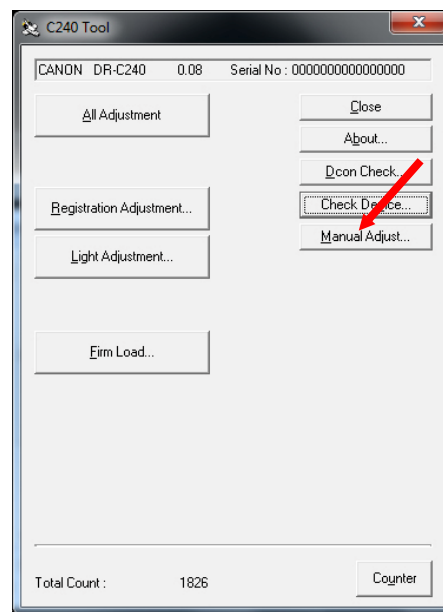 C240 Tool
CANON DR-C240 0.08 Serial No : 0000000000000000
All Adjustment
Close
About...
Dcon Check...
Registration Adjustment...
Check Device...
Light Adjustment...
Manual Adjust...
Firm Load...
Total Count : 1826
Counter